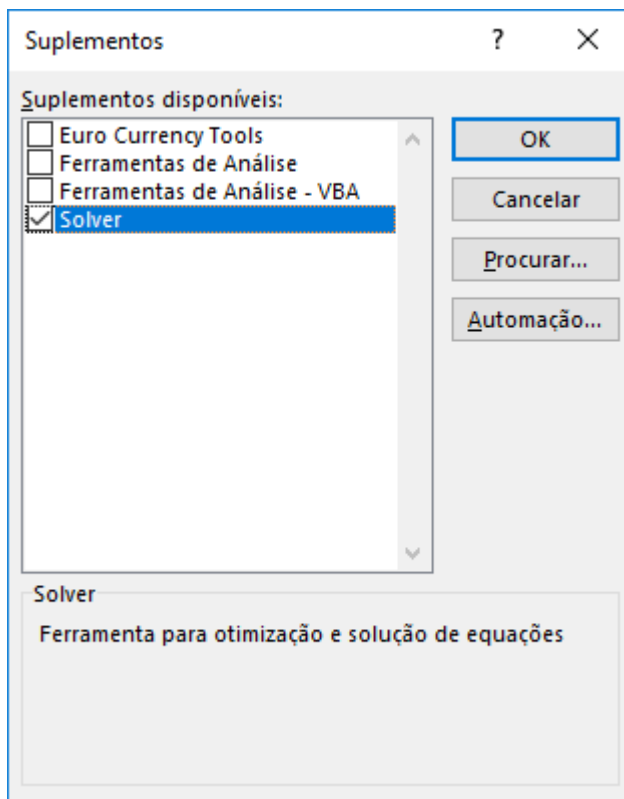 Suplementos
?
Suplementos disponíveis:
Euro Currency Tools
Ferramentas de Análise
Ferramentas de Análise - VBA
Solver
OK
Cancelar
Procurar...
Automação...
Solver
Ferramenta para otimização e solução de equações